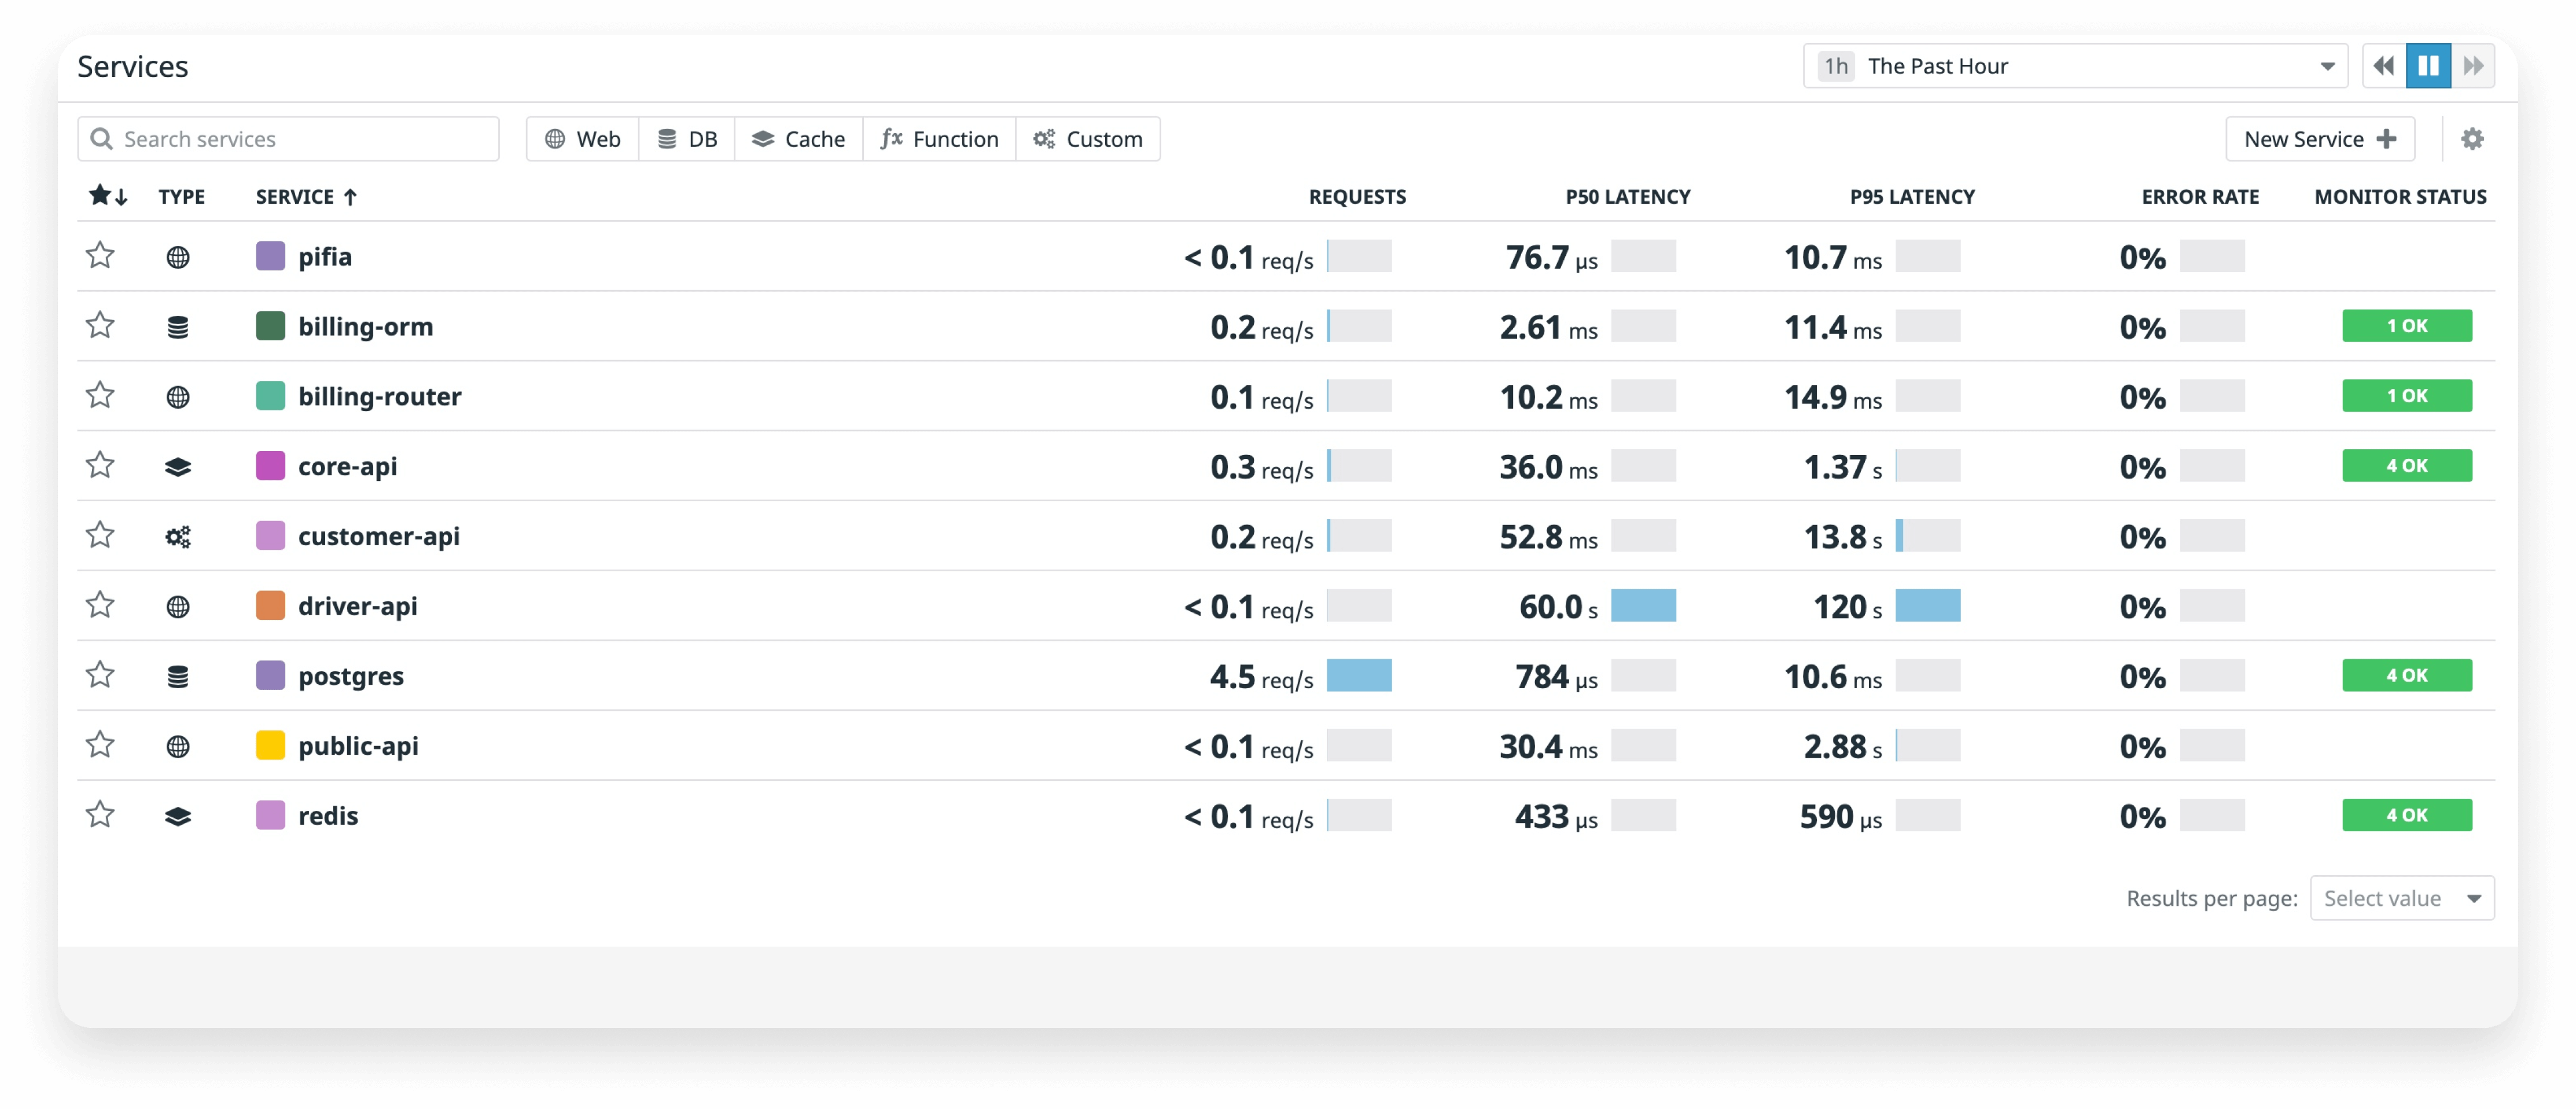 Services
1h The Past Hour
Search services
Web DB Cache fx Function Custom
New Service +
TYPE SERVICE REQUESTS P50 LATENCY P95 LATENCY ERROR RATE MONITOR STATUS
pifia < 0.1 req/s 76.7 µs 10.7 ms 0%
billing-orm 0.2 req/s 2.61 ms 11.4 ms 0% 1 OK
billing-router 0.1 req/s 10.2 ms 14.9 ms 0% 1 OK
core-api 0.3 req/s 36.0 ms 1.37 s 0% 4 OK
customer-api 0.2 req/s 52.8 ms 13.8 s 0%
driver-api < 0.1 req/s 60.0 s 120 s 0%
postgres 4.5 req/s 784 µs 10.6 ms 0% 4 OK
public-api < 0.1 req/s 30.4 ms 2.88 s 0%
redis < 0.1 req/s 433 µs 590 µs 0% 4 OK
Results per page: Select value